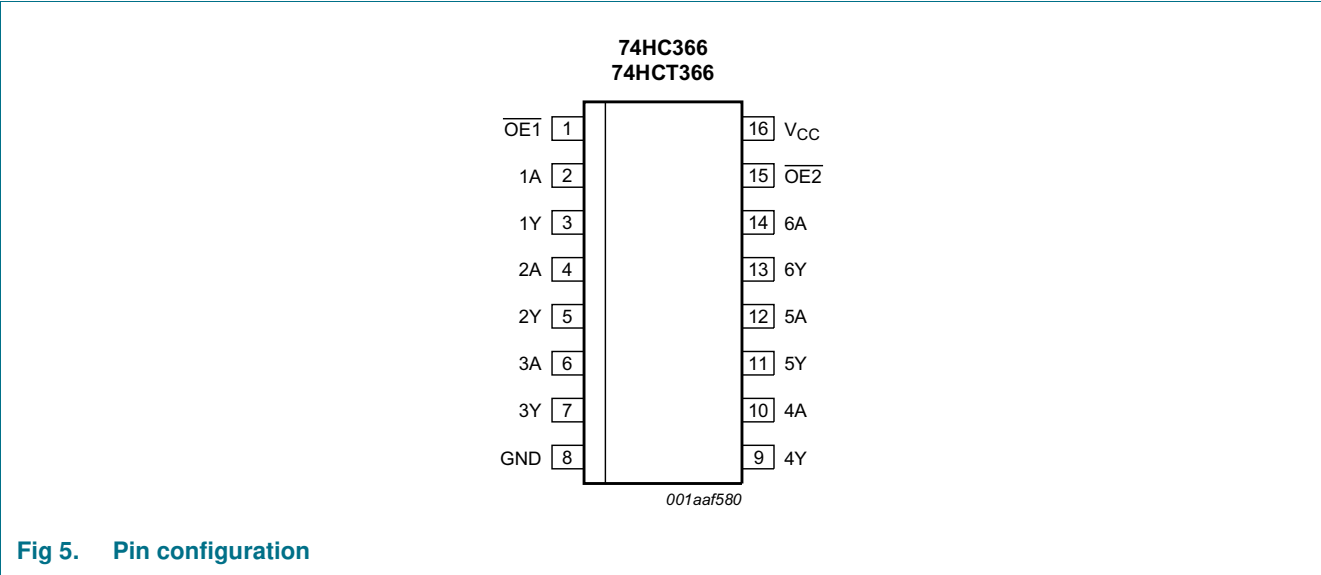 74HC366
74HCT366
OE1 1 16 VCC
1A 2 15 OE2
1Y 3 14 6A
2A 4 13 6Y
2Y 5 12 5A
3A 6 11 5Y
3Y 7 10 4A
GND 8 9 4Y
001aaf580
Fig 5. Pin configuration